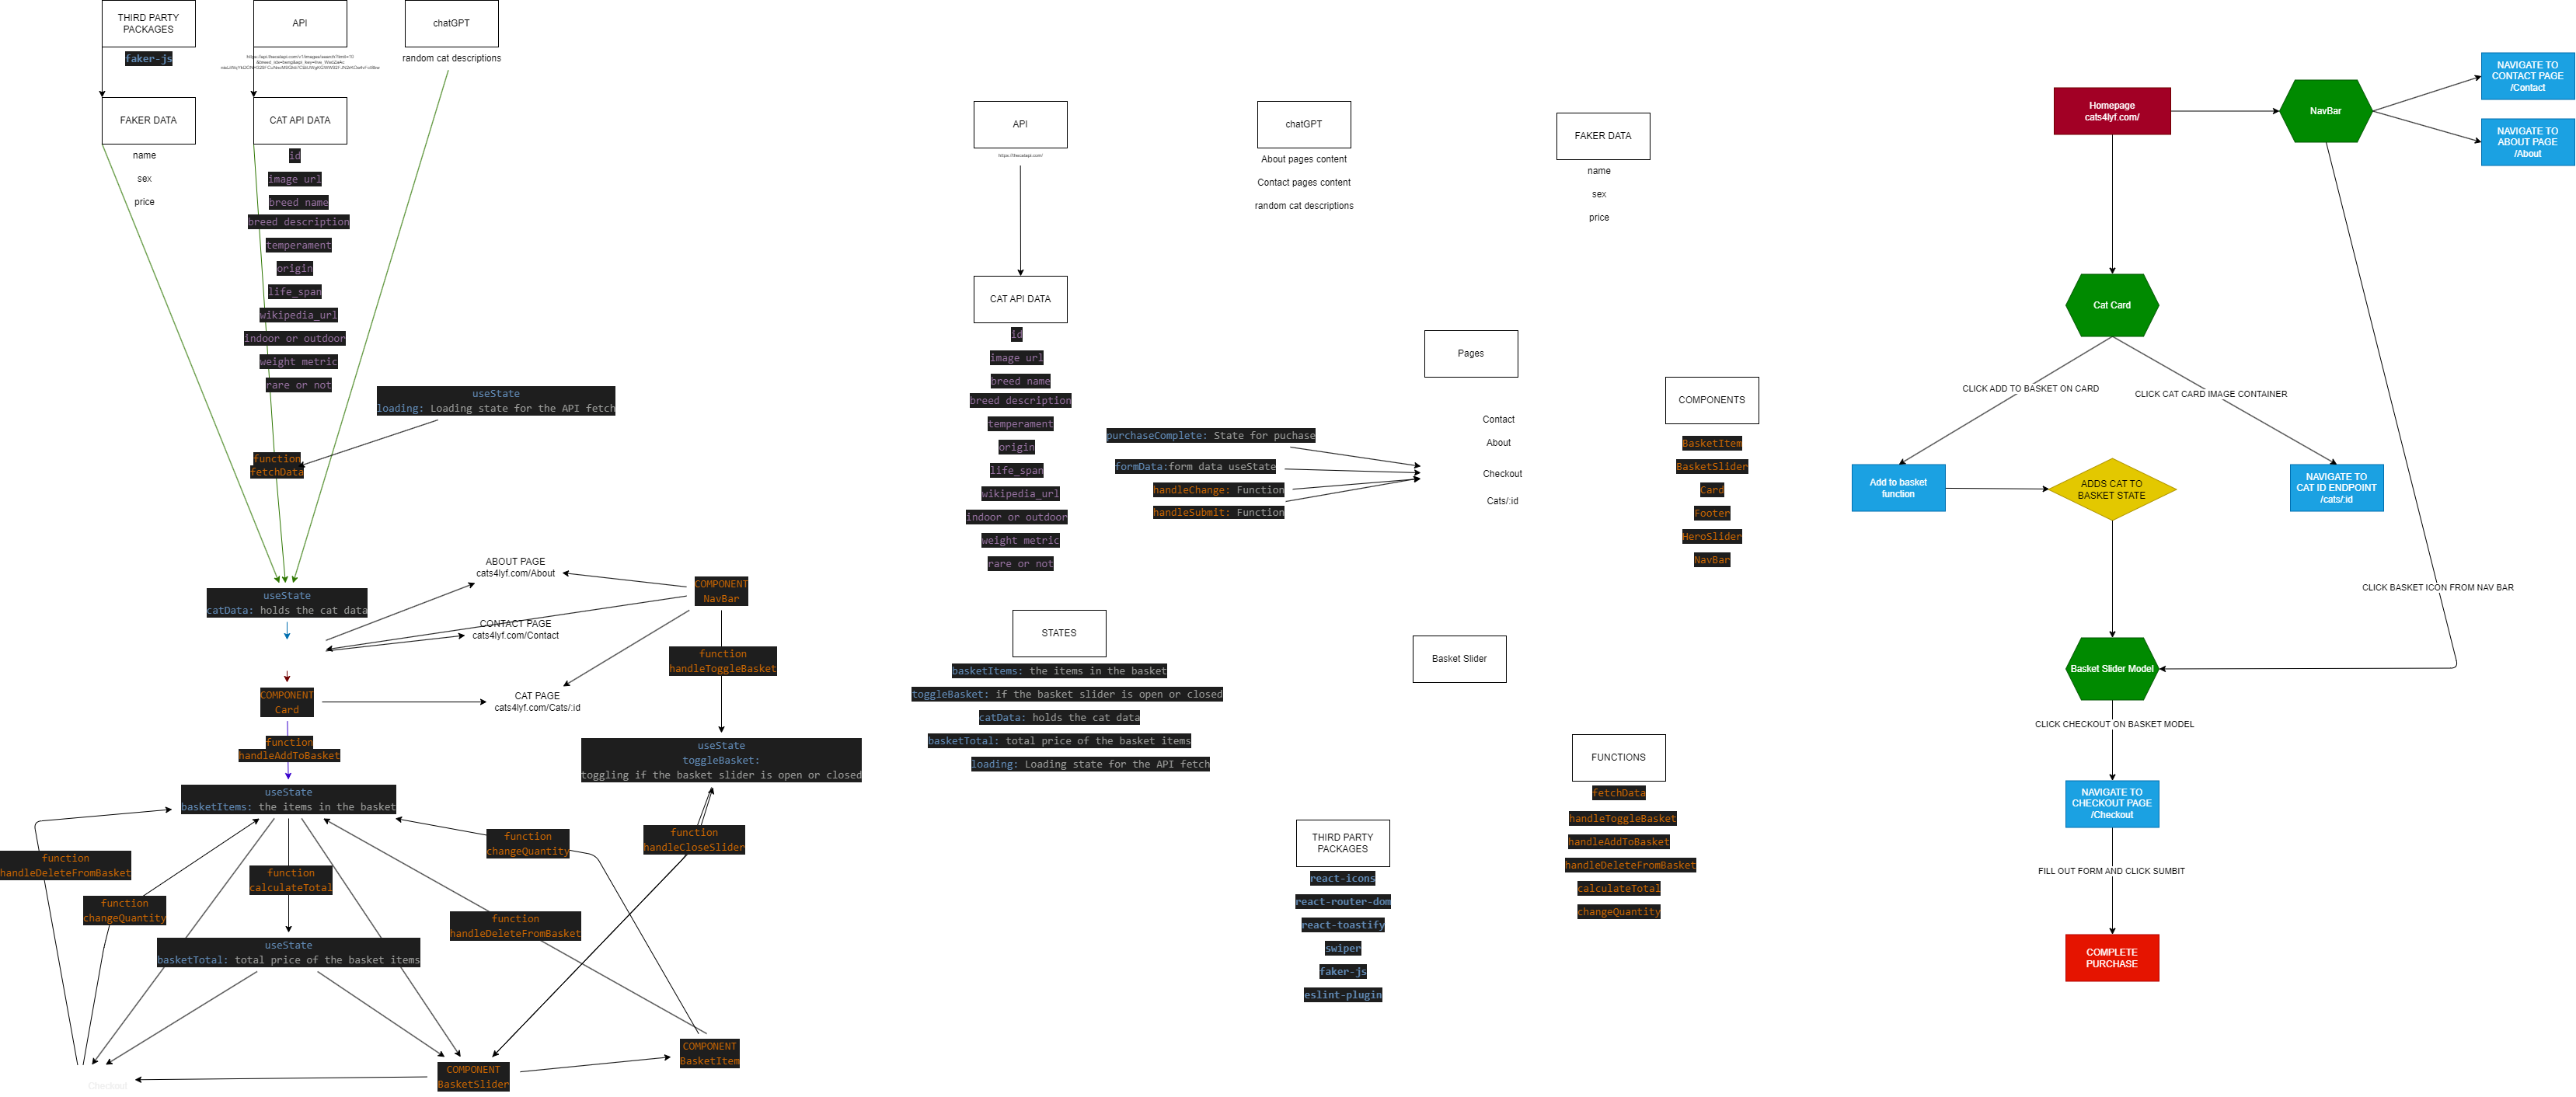 THIRD PARTY
PACKAGES
faker-js
API
chatGPT
random cat descriptions
FAKER DATA
name
sex
price
CAT API DATA
id
image url
breed name
breed description
temperament
origin
life_span
wikipedia_url
indoor or outdoor
weight metric
rare or not
useState
loading: Loading state for the API fetch
function
fetchData
useState
catData: holds the cat data
ABOUT PAGE
cats4lyf.com/About
CONTACT PAGE
cats4lyf.com/Contact
COMPONENT
NavBar
function
handleToggleBasket
COMPONENT
Card
CAT PAGE
cats4lyf.com/Cats/:id
function
handleAddToBasket
useState
toggleBasket:
toggling if the basket slider is open or closed
useState
basketItems: the items in the basket
function
handleDeleteFromBasket
function
changeQuantity
function
calculateTotal
function
changeQuantity
function
handleCloseSlider
function
handleDeleteFromBasket
useState
basketTotal: total price of the basket items
COMPONENT
BasketItem
COMPONENT
BasketSlider
Checkout
API
https://thecatapi.com/
chatGPT
About pages content
Contact pages content
random cat descriptions
FAKER DATA
name
sex
price
CAT API DATA
id
image url
breed name
breed description
temperament
origin
life_span
wikipedia_url
indoor or outdoor
weight metric
rare or not
Pages
Contact
About
Checkout
Cats/:id
purchaseComplete: State for puchase
formData:form data useState
handleChange: Function
handleSubmit: Function
COMPONENTS
BasketItem
BasketSlider
Card
Footer
HeroSlider
NavBar
STATES
basketItems: the items in the basket
toggleBasket: if the basket slider is open or closed
catData: holds the cat data
basketTotal: total price of the basket items
loading: Loading state for the API fetch
Basket Slider
FUNCTIONS
fetchData
handleToggleBasket
handleAddToBasket
handleDeleteFromBasket
calculateTotal
changeQuantity
THIRD PARTY
PACKAGES
react-icons
react-router-dom
react-toastify
swiper
faker-js
eslint-plugin
Homepage
cats4lyf.com/
NavBar
NAVIGATE TO
CONTACT PAGE
/Contact
NAVIGATE TO
ABOUT PAGE
/About
Cat Card
CLICK ADD TO BASKET ON CARD
CLICK CAT CARD IMAGE CONTAINER
Add to basket
function
ADDS CAT TO
BASKET STATE
NAVIGATE TO
CAT ID ENDPOINT
/cats/:id
CLICK BASKET ICON FROM NAV BAR
Basket Slider Model
CLICK CHECKOUT ON BASKET MODEL
NAVIGATE TO
CHECKOUT PAGE
/Checkout
FILL OUT FORM AND CLICK SUMBIT
COMPLETE
PURCHASE